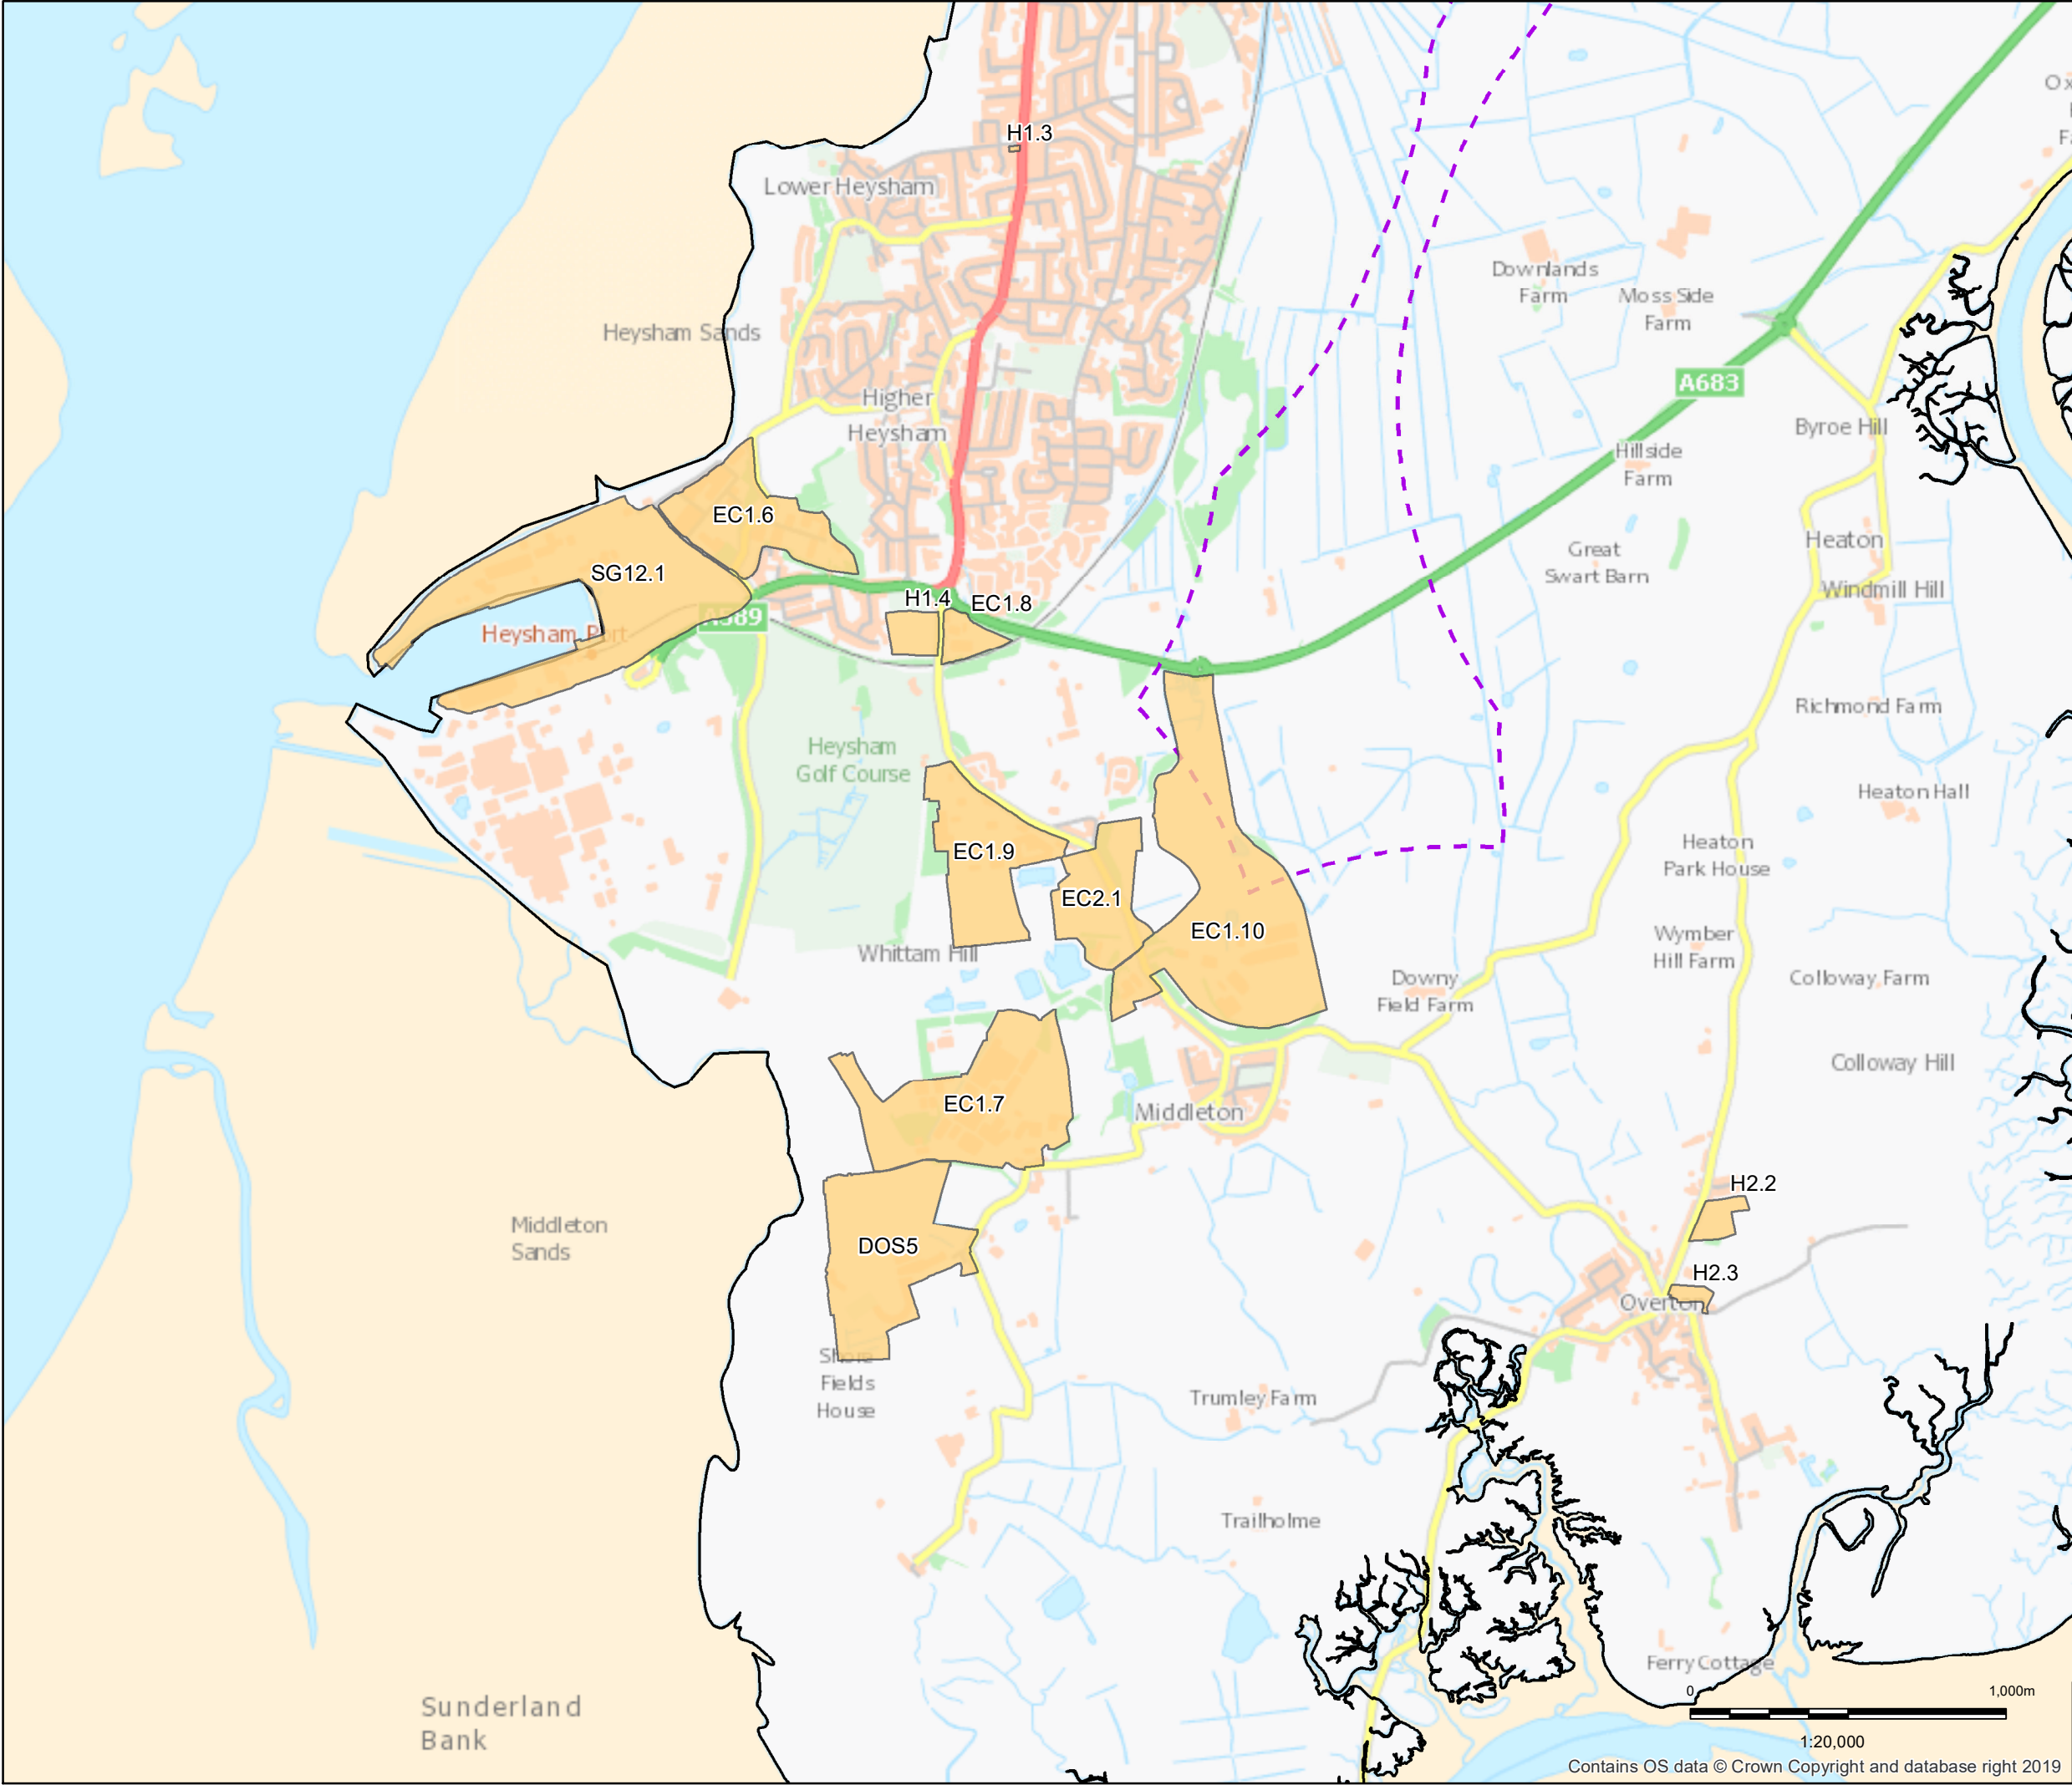 H1.3
Lower Heysham
Downlands
Farm
Moss Side
Farm
Heysham Sands
A683
Higher
Heysham
Byroe Hill
Hillside
Farm
EC1.6
Heaton
Great
Swart Barn
SG12.1
Windmill Hill
H1.4
EC1.8
A589
Heysham Port
Richmond Farm
Heysham
Golf Course
Heaton Hall
Heaton
Park House
EC1.9
EC2.1
EC1.10
Wymber
Hill Farm
Whittam Hill
Downy
Field Farm
Colloway Farm
Colloway Hill
EC1.7
Middleton
H2.2
Middleton
Sands
DOS5
H2.3
Overton
Shore
Fields
House
Trumley Farm
Trailholme
Ferry Cottage
Sunderland
Bank
0 1,000m
1:20,000
Contains OS data © Crown Copyright and database right 2019